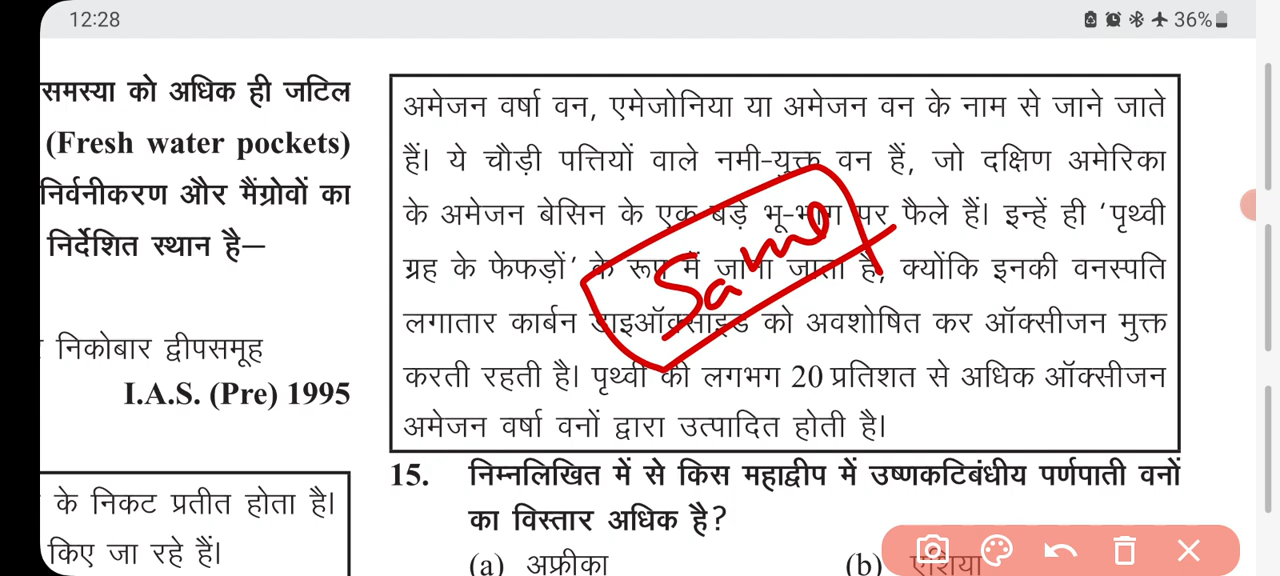 12:28
36%
समस्या को अधिक ही जटिल
(Fresh water pockets)
निर्वनीकरण और मैंग्रोवों का
निर्देशित स्थान है—
निकोबार द्वीपसमूह
I.A.S. (Pre) 1995
के निकट प्रतीत होता है।
किए जा रहे हैं।
अमेजन वर्षा वन, एमेजोनिया या अमेजन वन के नाम से जाने जाते
हैं। ये चौड़ी पत्तियों वाले नमी-युक्त वन हैं, जो दक्षिण अमेरिका
के अमेजन बेसिन के एक बड़े भू-भाग पर फैले हैं। इन्हें ही ‘पृथ्वी
ग्रह के फेफड़ों’ के रूप में जाना जाता है, क्योंकि इनकी वनस्पति
लगातार कार्बन डाइऑक्साइड को अवशोषित कर ऑक्सीजन मुक्त
करती रहती है। पृथ्वी की लगभग 20 प्रतिशत से अधिक ऑक्सीजन
अमेजन वर्षा वनों द्वारा उत्पादित होती है।
Same
15. निम्नलिखित में से किस महाद्वीप में उष्णकटिबंधीय पर्णपाती वनों
का विस्तार अधिक है?
(a) अफ्रीका (b) एशिया